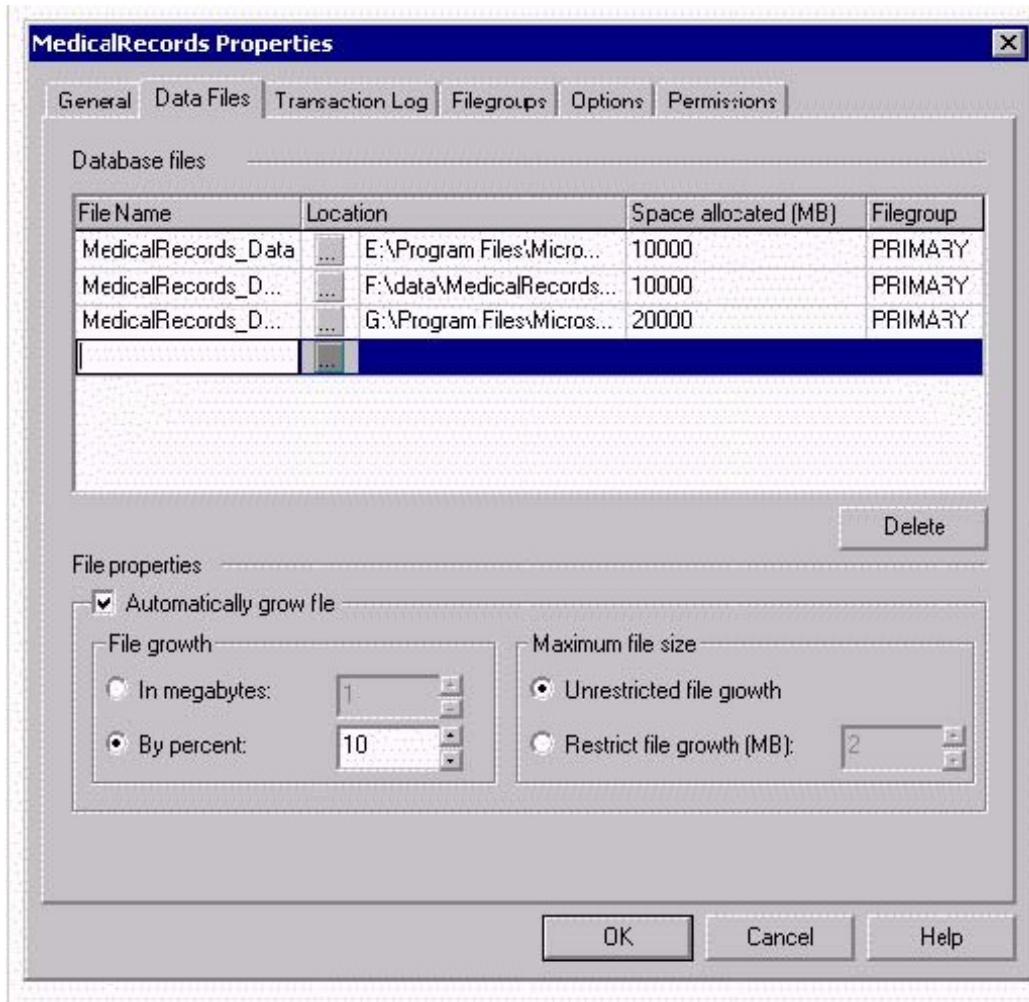 MedicalRecords Properties
General Data Files Transaction Log Filegroups Options Permissions
Database files
File Name Location Space allocated (MB) Filegroup
MedicalRecords_Data ... E:\Program Files\Micro... 10000 PRIMARY
MedicalRecords_D... ... F:\data\MedicalRecords... 10000 PRIMARY
MedicalRecords_D... ... G:\Program Files\Micros... 20000 PRIMARY
...
Delete
File properties
Automatically grow file
File growth Maximum file size
In megabytes: 1 Unrestricted file growth
By percent: 10 Restrict file growth (MB): 2
OK Cancel Help